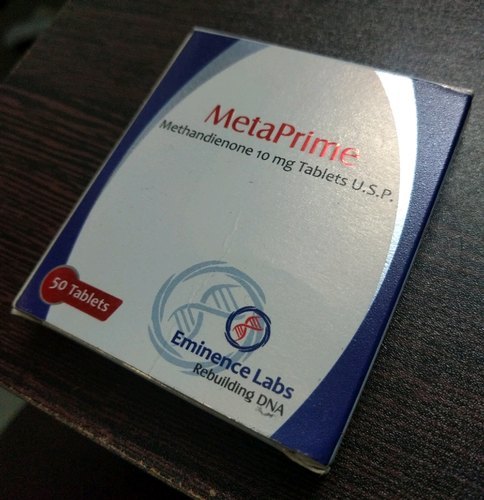 MetaPrime
Methandienone 10 mg Tablets U.S.P.
50 Tablets
Eminence Labs
Rebuilding DNA